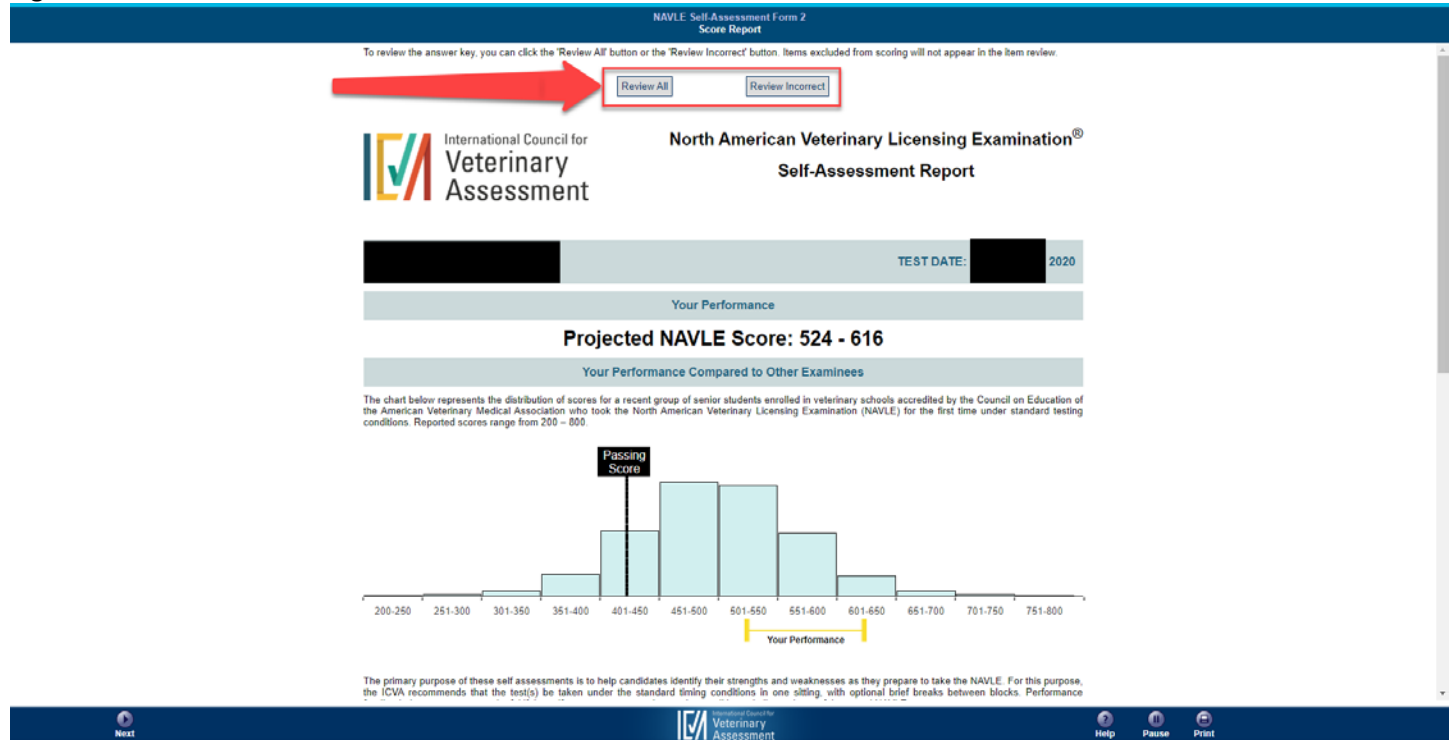 NAVLE Self-Assessment Form 2
Score Report
To review the answer key, you can click the 'Review All' button or the 'Review Incorrect' button. Items excluded from scoring will not appear in the item review.
Review All Review Incorrect
International Council for
Veterinary
Assessment
North American Veterinary Licensing Examination®
Self-Assessment Report
TEST DATE: 2020
Your Performance
Projected NAVLE Score: 524 - 616
Your Performance Compared to Other Examinees
The chart below represents the distribution of scores for a recent group of senior students enrolled in veterinary schools accredited by the Council on Education of
the American Veterinary Medical Association who took the North American Veterinary Licensing Examination (NAVLE) for the first time under standard testing
conditions. Reported scores range from 200 – 800.
Passing
Score
200-250 251-300 301-350 351-400 401-450 451-500 501-550 551-600 601-650 651-700 701-750 751-800
Your Performance
The primary purpose of these self assessments is to help candidates identify their strengths and weaknesses as they prepare to take the NAVLE. For this purpose,
the ICVA recommends that the test(s) be taken under the standard timing conditions in one sitting, with optional brief breaks between blocks. Performance
Next
International Council for
Veterinary
Assessment
Help Pause Print